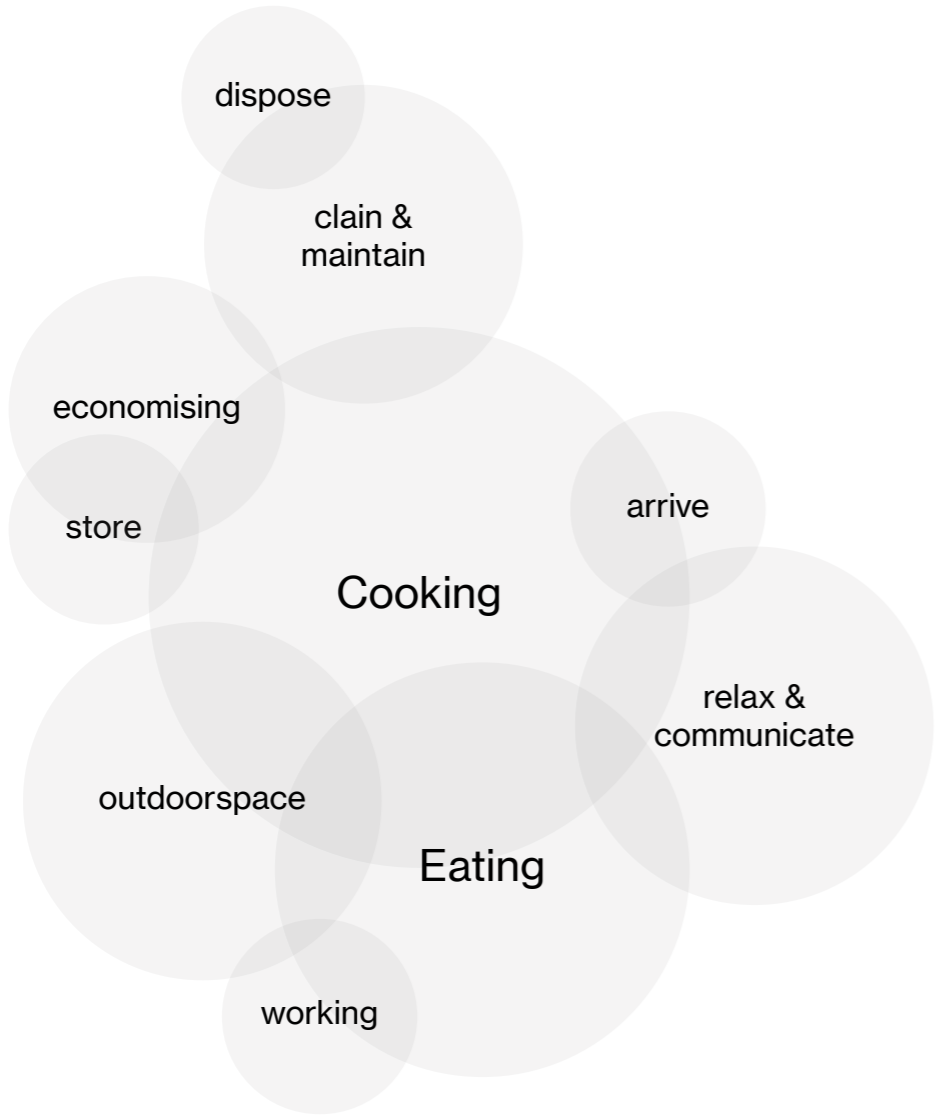 dispose
clain &
maintain
economising
arrive
store
Cooking
relax &
communicate
outdoorspace
Eating
working